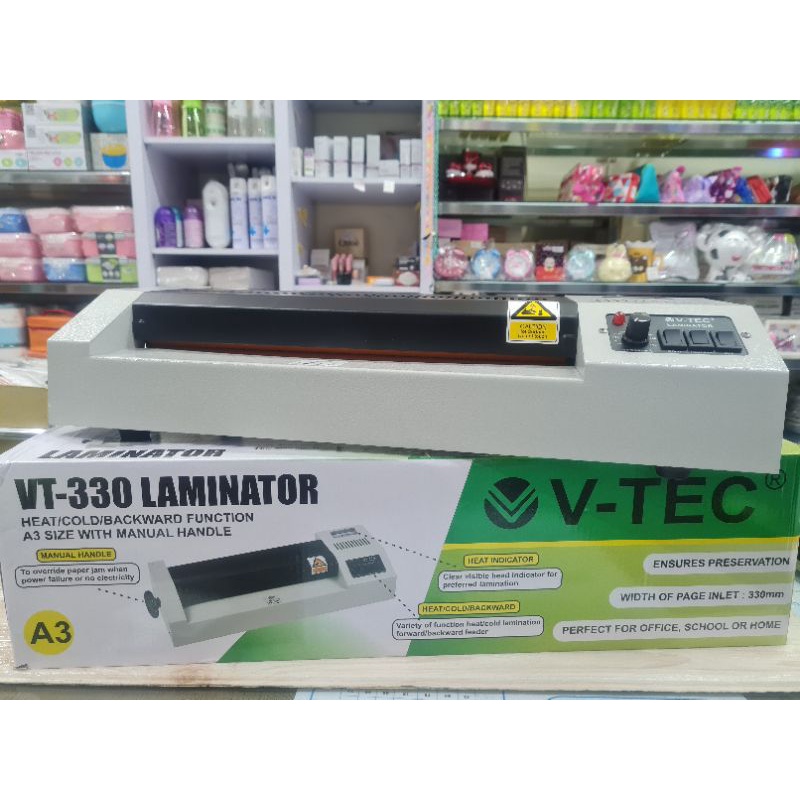 V-TEC
LAMINATOR
CAUTION
LAMINATOR
VT-330 LAMINATOR
HEAT/COLD/BACKWARD FUNCTION
A3 SIZE WITH MANUAL HANDLE
MANUAL HANDLE
To override paper jam when
power failure or no electricity
A3
HEAT INDICATOR
Clear visible head indicator for
preferred lamination
HEAT/COLD/BACKWARD
Variety of function heat/cold lamination
forward/backward feeder
V-TEC®
ENSURES PRESERVATION
WIDTH OF PAGE INLET : 330mm
PERFECT FOR OFFICE, SCHOOL OR HOME